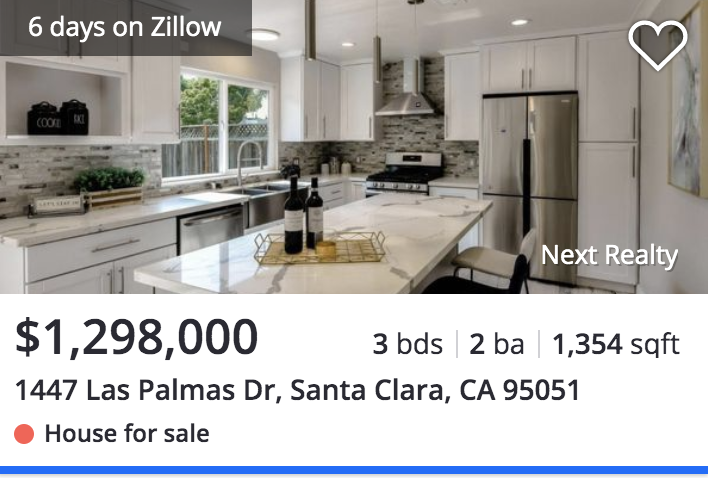 6 days on Zillow
COOKI
Next Realty
$1,298,000
3 bds | 2 ba | 1,354 sqft
1447 Las Palmas Dr, Santa Clara, CA 95051
House for sale